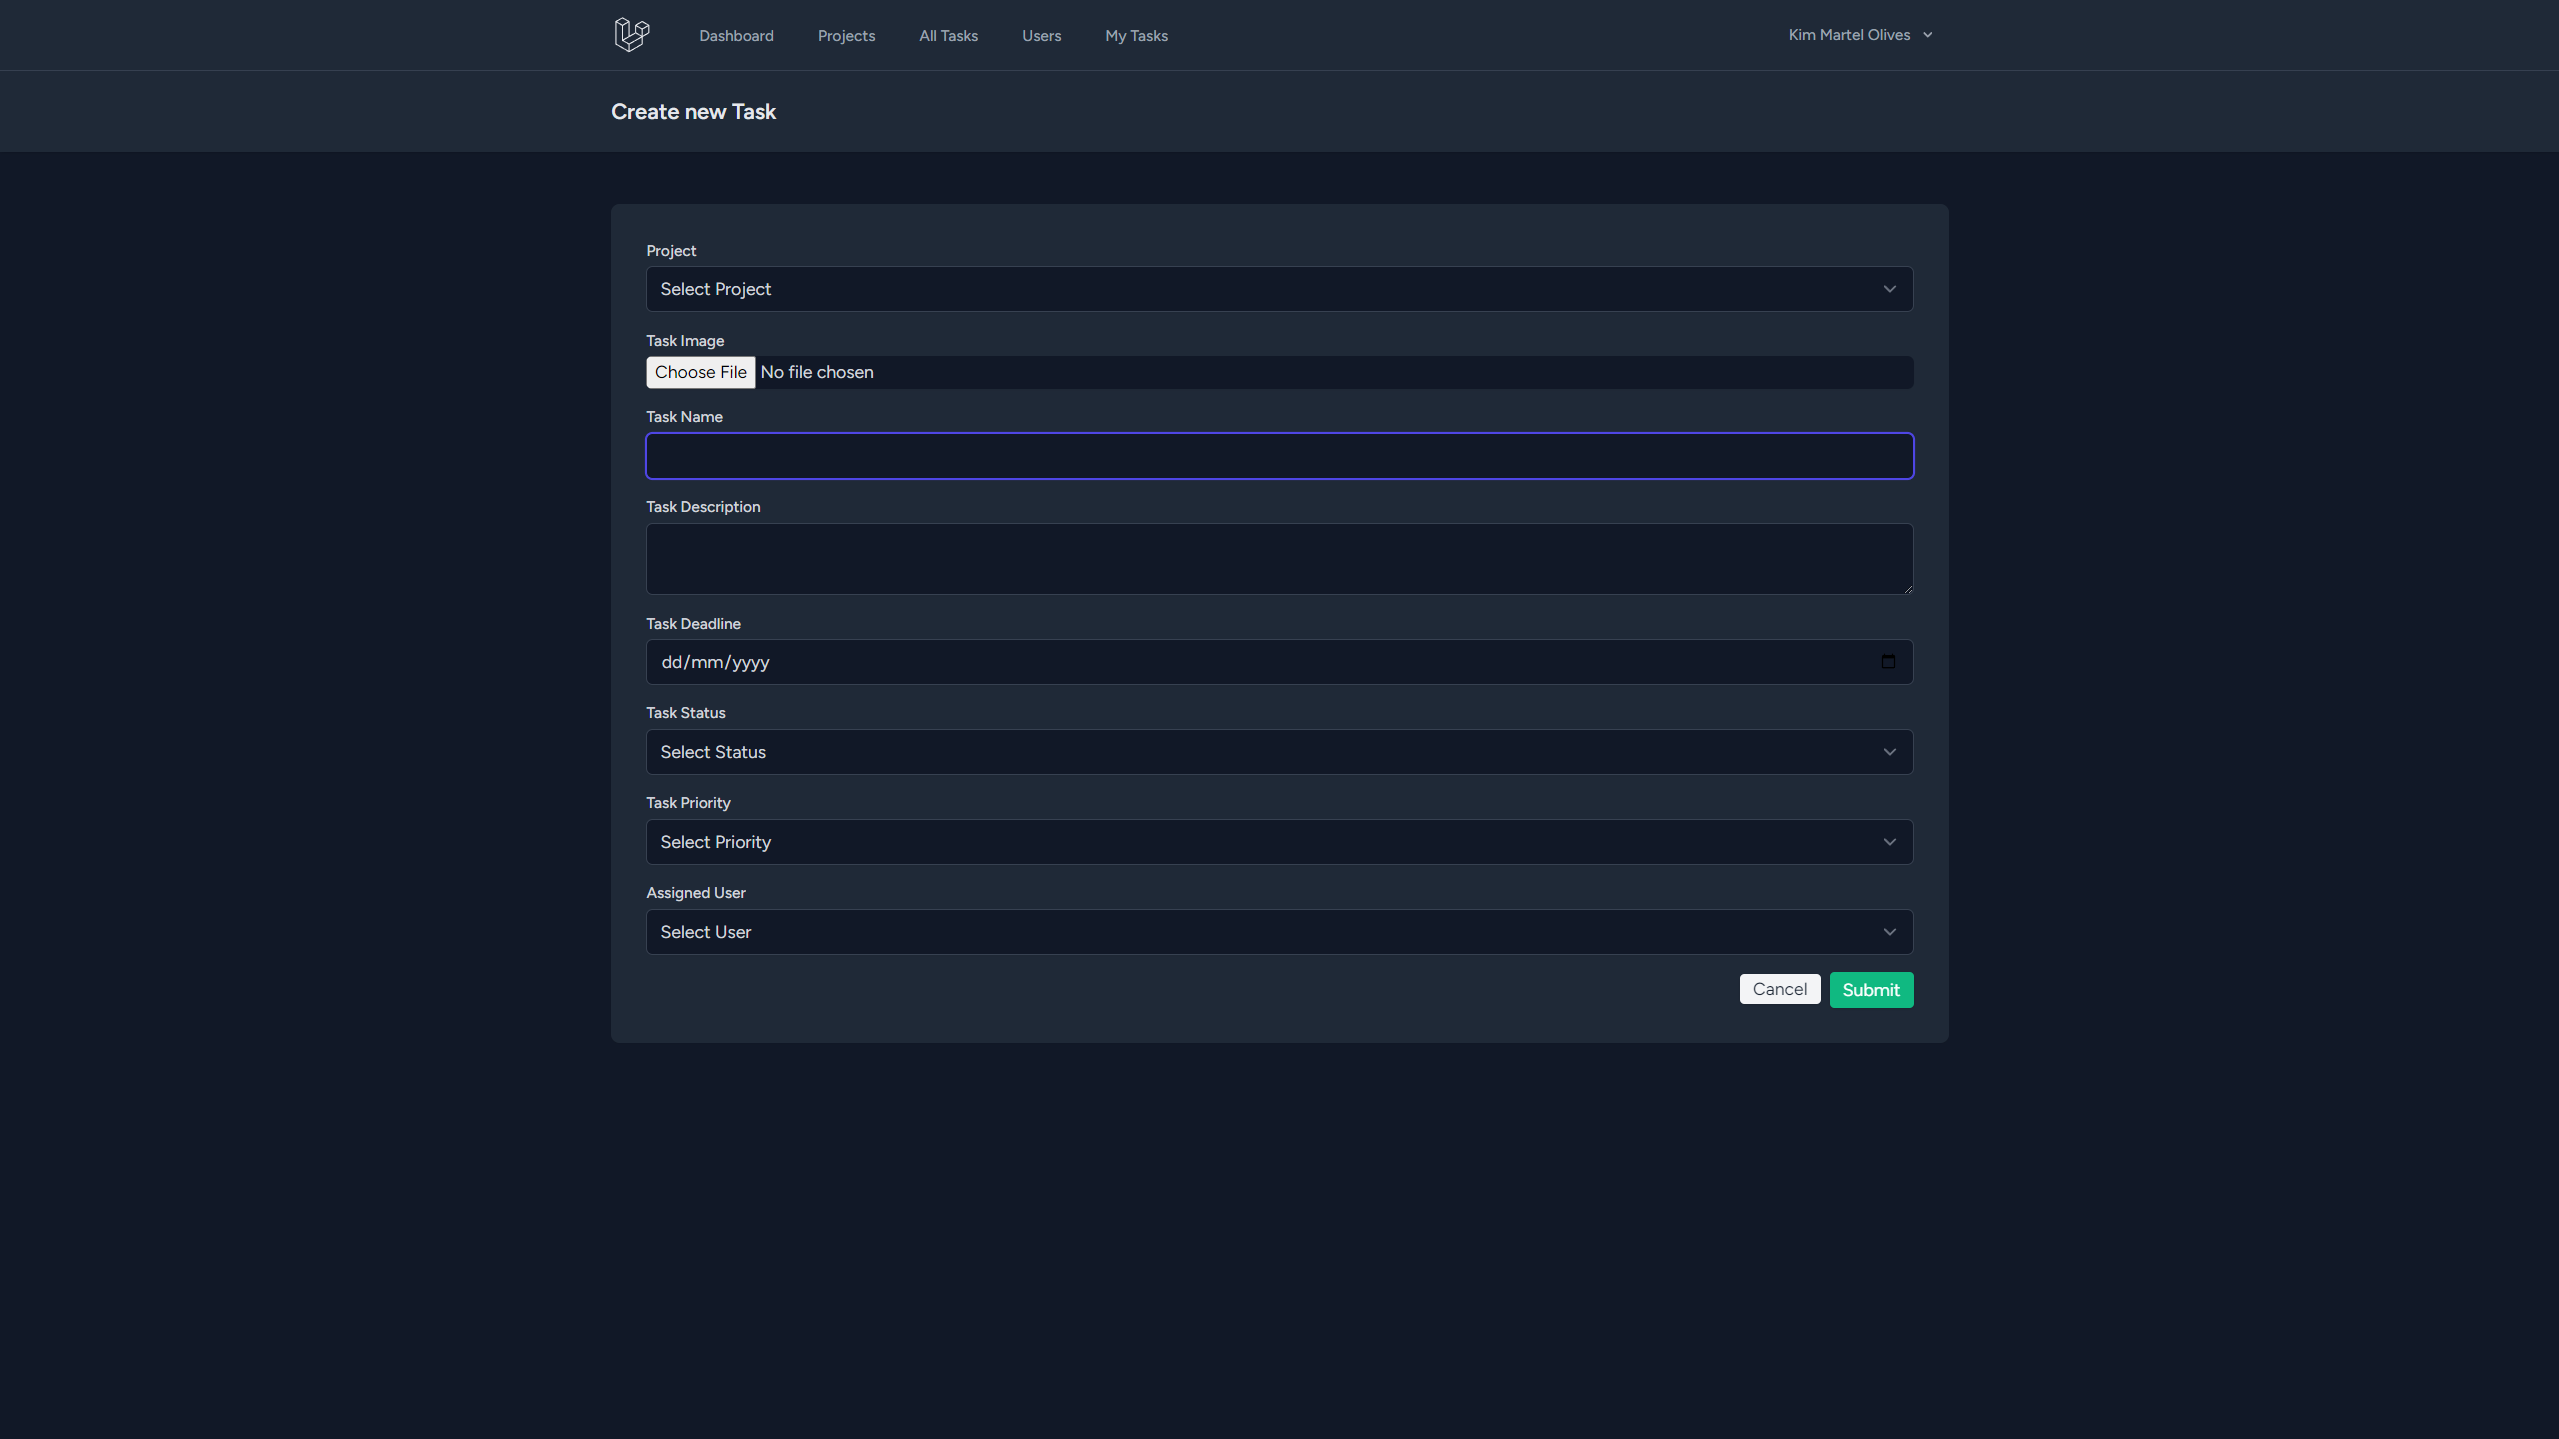 Dashboard Projects All Tasks Users My Tasks Kim Martel Olives
Create new Task
Project
Select Project
Task Image
Choose File No file chosen
Task Name
Task Description
Task Deadline
dd/mm/yyyy
Task Status
Select Status
Task Priority
Select Priority
Assigned User
Select User
Cancel Submit